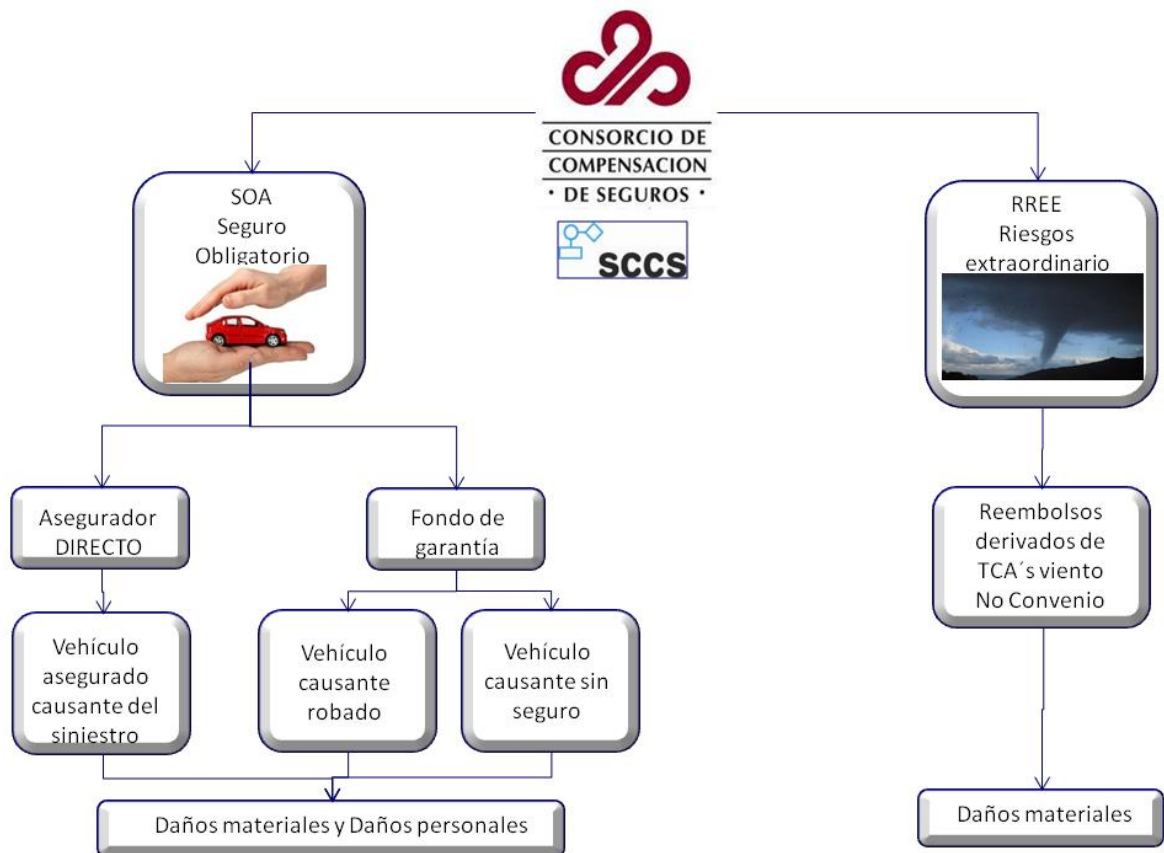 CONSORCIO DE
COMPENSACION
· DE SEGUROS ·
SCCS
SOA
Seguro
Obligatorio
RREE
Riesgos
extraordinario
Asegurador
DIRECTO
Fondo de
garantía
Reembolsos
derivados de
TCA´s viento
No Convenio
Vehículo
asegurado
causante del
siniestro
Vehículo
causante
robado
Vehículo
causante sin
seguro
Daños materiales y Daños personales
Daños materiales